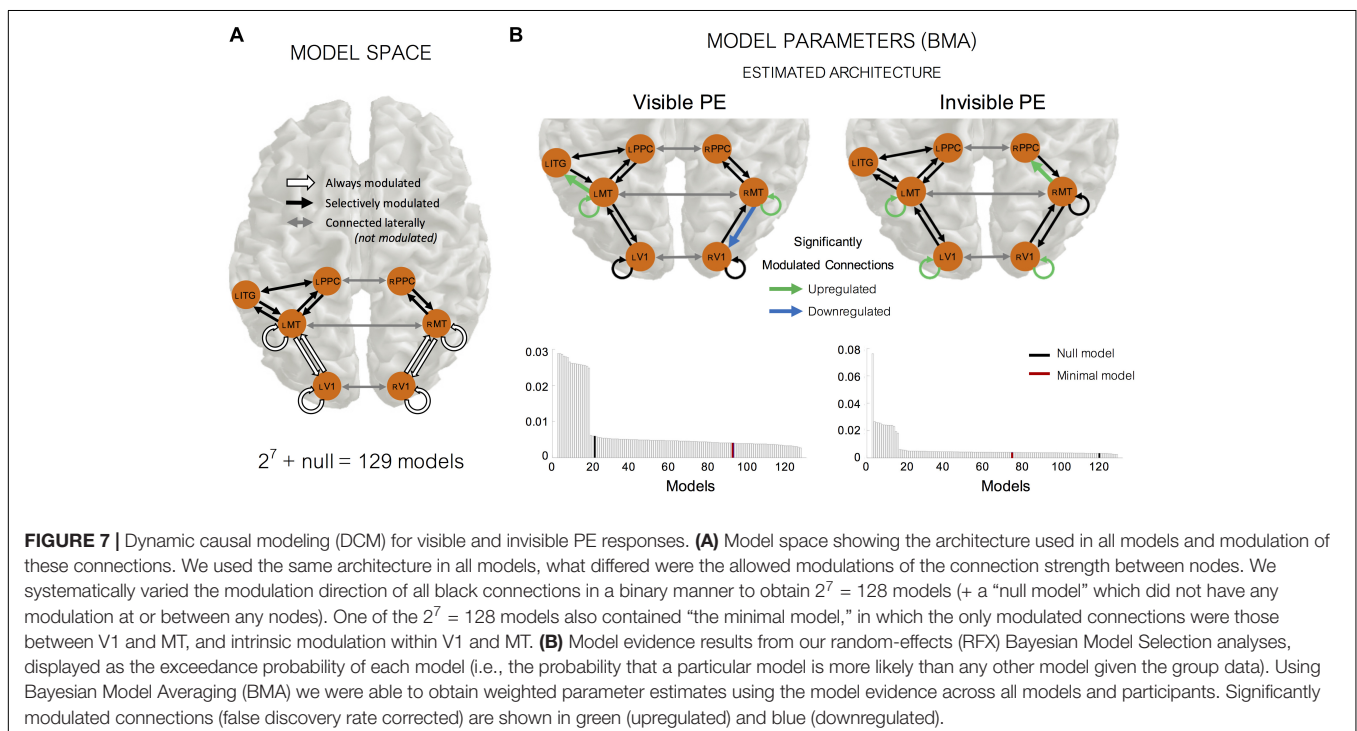 A
MODEL SPACE
Always modulated
Selectively modulated
Connected laterally
(not modulated)
LPPC
RPPC
LITG
LMT
RMT
LV1
RV1
2⁷ + null = 129 models
B
MODEL PARAMETERS (BMA)
ESTIMATED ARCHITECTURE
Visible PE
Invisible PE
LPPC
RPPC
LITG
LMT
RMT
LV1
RV1
LPPC
RPPC
LITG
LMT
RMT
LV1
RV1
Significantly
Modulated Connections
Upregulated
Downregulated
0.03
0.02
0.01
0
20
40
60
80
100
120
Models
0.08
0.06
0.04
0.02
0
0
20
40
60
80
100
120
Models
Null model
Minimal model
FIGURE 7 | Dynamic causal modeling (DCM) for visible and invisible PE responses. (A) Model space showing the architecture used in all models and modulation of
these connections. We used the same architecture in all models, what differed were the allowed modulations of the connection strength between nodes. We
systematically varied the modulation direction of all black connections in a binary manner to obtain 2⁷ = 128 models (+ a “null model” which did not have any
modulation at or between any nodes). One of the 2⁷ = 128 models also contained “the minimal model,” in which the only modulated connections were those
between V1 and MT, and intrinsic modulation within V1 and MT. (B) Model evidence results from our random-effects (RFX) Bayesian Model Selection analyses,
displayed as the exceedance probability of each model (i.e., the probability that a particular model is more likely than any other model given the group data). Using
Bayesian Model Averaging (BMA) we were able to obtain weighted parameter estimates using the model evidence across all models and participants. Significantly
modulated connections (false discovery rate corrected) are shown in green (upregulated) and blue (downregulated).